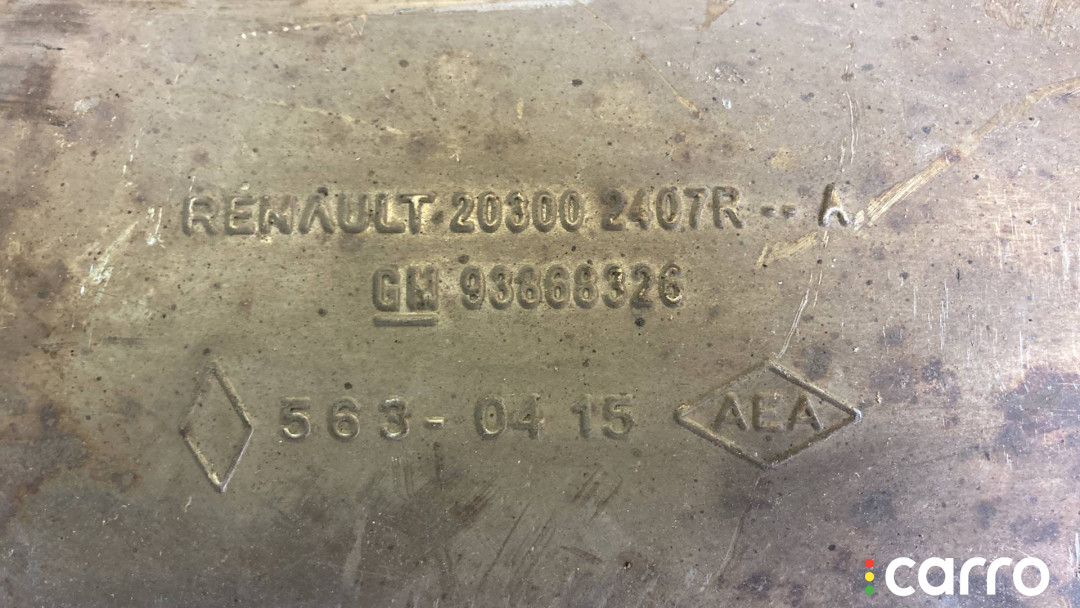 RENAULT 20300 2407R -- A
GM 93868326
563-04 15 AEA
carro